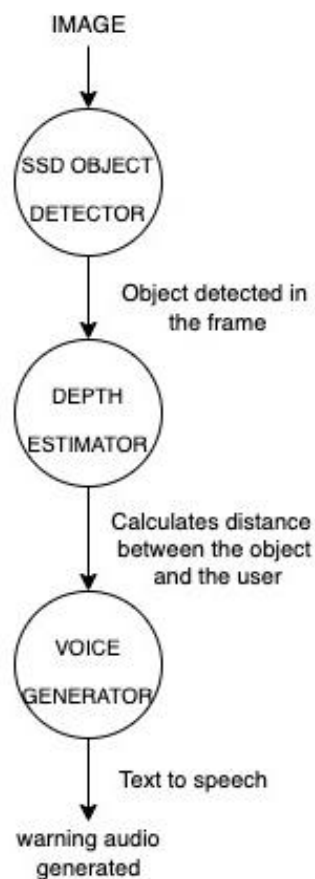 IMAGE
SSD OBJECT
DETECTOR
Object detected in
the frame
DEPTH
ESTIMATOR
Calculates distance
between the object
and the user
VOICE
GENERATOR
Text to speech
warning audio
generated